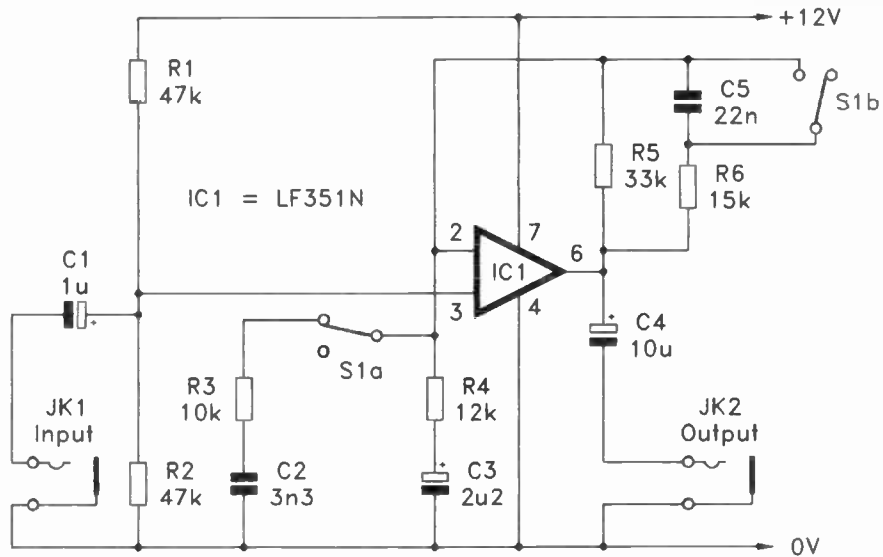 +12V
R1
47k
C5
22n
S1b
R5
33k
R6
15k
IC1 = LF351N
2
7
6
IC1
3
4
C1
1u
+
S1a
+
C4
10u
R3
10k
R4
12k
JK1
Input
JK2
Output
R2
47k
C2
3n3
+
C3
2u2
0V